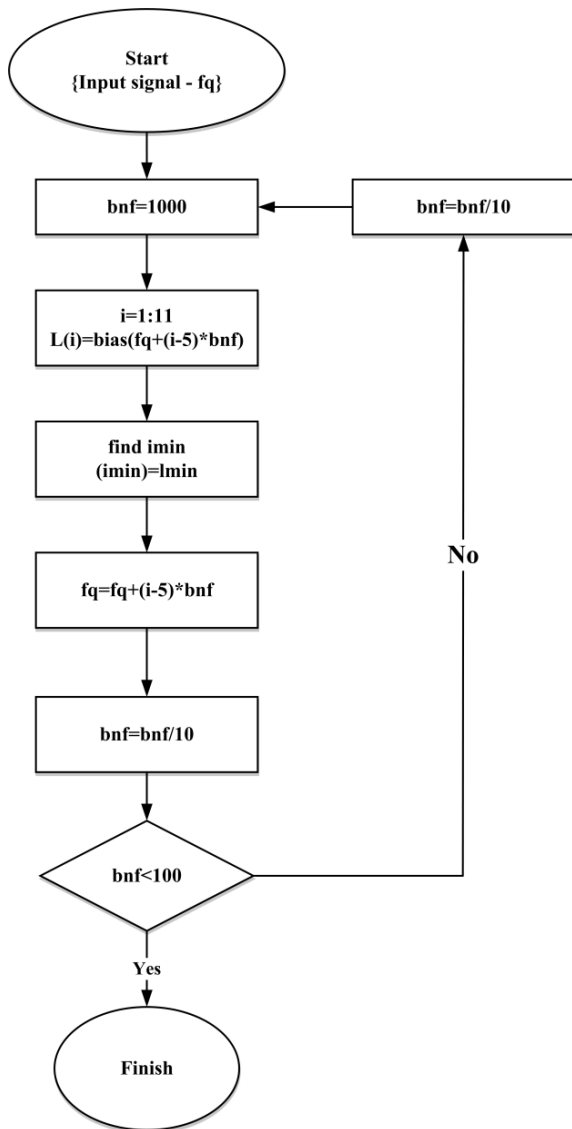 Start
{Input signal - fq}
bnf=1000
bnf=bnf/10
i=1:11
L(i)=bias(fq+(i-5)*bnf)
find imin
(imin)=lmin
fq=fq+(i-5)*bnf
No
bnf=bnf/10
bnf<100
Yes
Finish